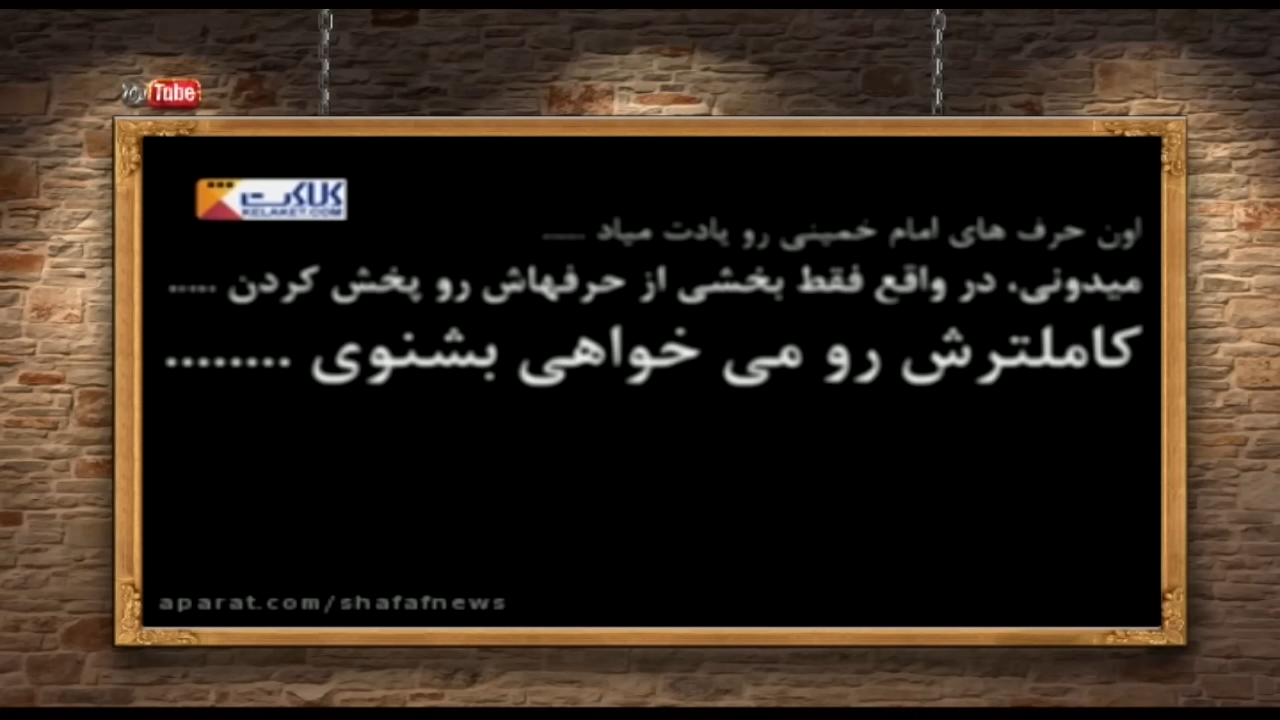 You Tube
کلاکت
KELAKET.COM
اون حرف های امام خمینی رو یادت میاد .....
میدونی، در واقع فقط بخشی از حرفهاش رو پخش کردن .....
کاملترش رو می خواهی بشنوی ........
aparat.com/shafafnews